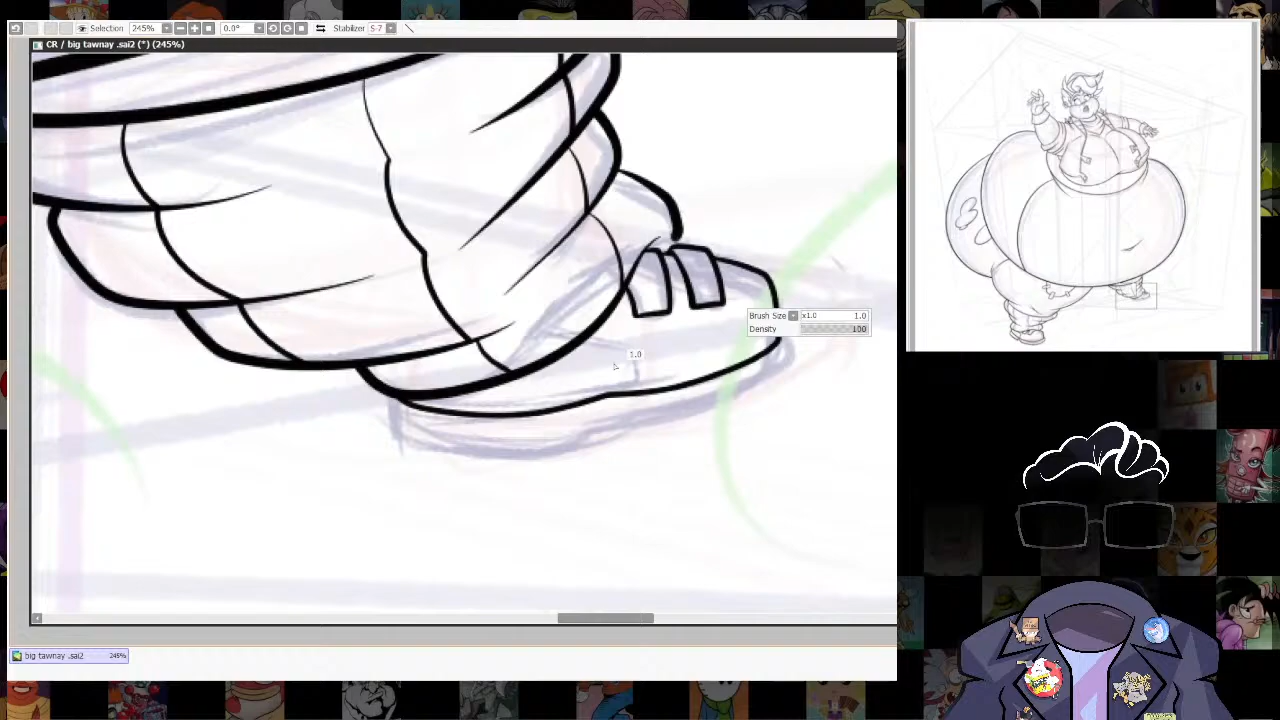 Selection 245% 0.0° Stabilizer S-7
CR / big tawnay .sai2 (*) (245%)
Brush Size x1.0 1.0
Density 100
1.0
big tawnay .sai2 245%